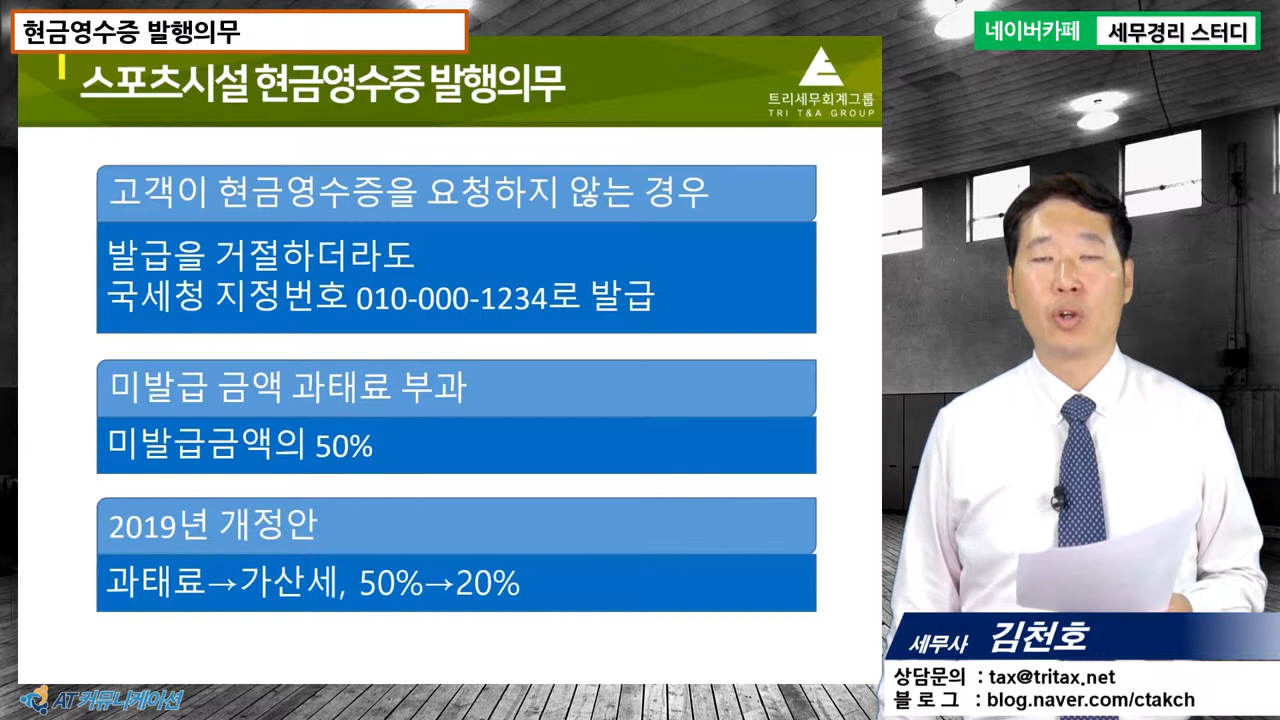 현금영수증 발행의무
네이버카페 세무경리 스터디
스포츠시설 현금영수증 발행의무
트리세무회계그룹
TRI T&A GROUP
고객이 현금영수증을 요청하지 않는 경우
발급을 거절하더라도
국세청 지정번호 010-000-1234로 발급
미발급 금액 과태료 부과
미발급금액의 50%
2019년 개정안
과태료→가산세, 50%→20%
세무사 김천호
상담문의 : tax@tritax.net
블로그 : blog.naver.com/ctakch
AT커뮤니케이션